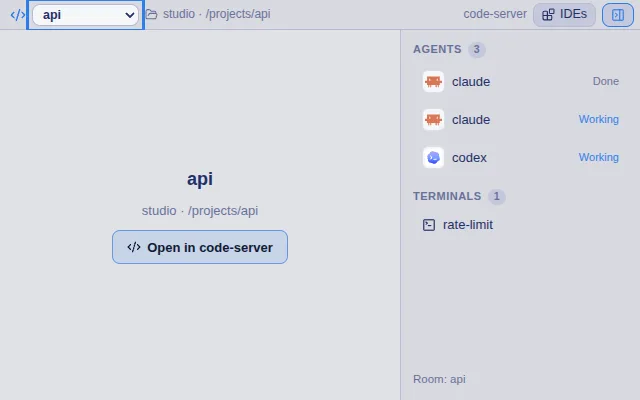 api
studio · /projects/api
code-server
IDEs
AGENTS 3
claude Done
claude Working
codex Working
TERMINALS 1
rate-limit
api
studio · /projects/api
Open in code-server
Room: api